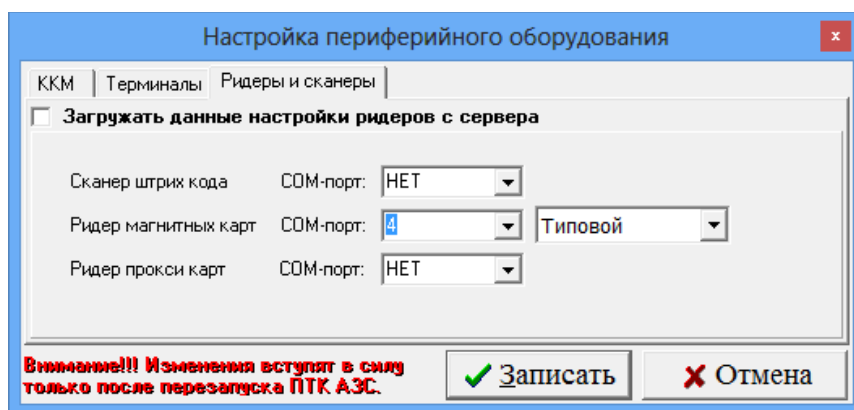 Настройка периферийного оборудования
x
ККМ Терминалы Ридеры и сканеры
Загружать данные настройки ридеров с сервера
Сканер штрих кода COM-порт: НЕТ
Ридер магнитных карт COM-порт: 4 Типовой
Ридер прокси карт COM-порт: НЕТ
Внимание!!! Изменения вступят в силу
только после перезапуска ПТК АЗС.
Записать
Отмена